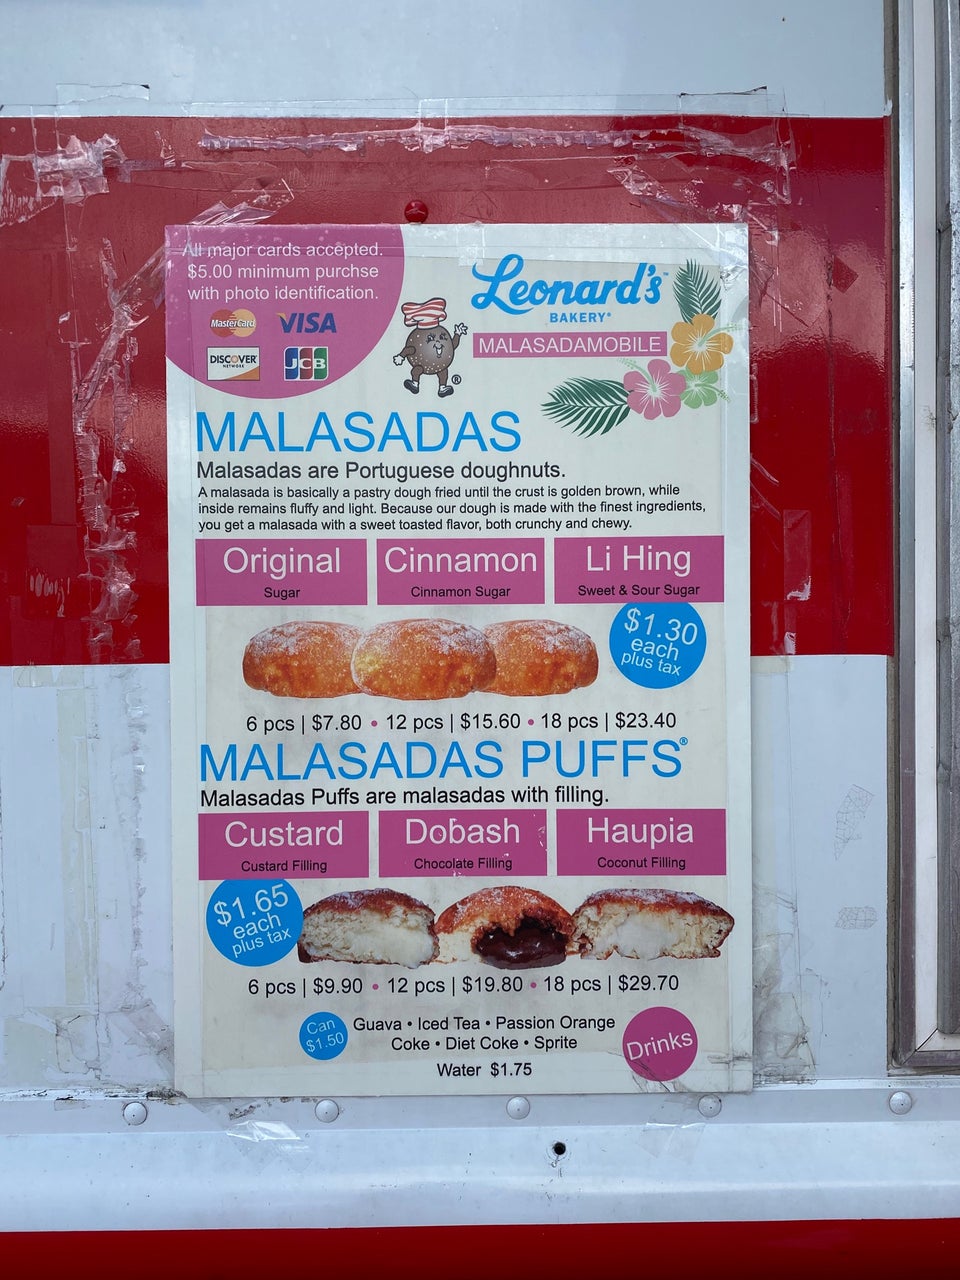 All major cards accepted.
$5.00 minimum purchse
with photo identification.
MasterCard
VISA
DISCOVER
NETWORK
JCB
Leonard's™
BAKERY®
MALASADAMOBILE
®
MALASADAS
Malasadas are Portuguese doughnuts.
A malasada is basically a pastry dough fried until the crust is golden brown, while
inside remains fluffy and light. Because our dough is made with the finest ingredients,
you get a malasada with a sweet toasted flavor, both crunchy and chewy.
Original
Sugar
Cinnamon
Cinnamon Sugar
Li Hing
Sweet & Sour Sugar
$1.30
each
plus tax
6 pcs | $7.80 • 12 pcs | $15.60 • 18 pcs | $23.40
MALASADAS PUFFS®
Malasadas Puffs are malasadas with filling.
Custard
Custard Filling
Dobash
Chocolate Filling
Haupia
Coconut Filling
$1.65
each
plus tax
6 pcs | $9.90 • 12 pcs | $19.80 • 18 pcs | $29.70
Can
$1.50
Guava • Iced Tea • Passion Orange
Coke • Diet Coke • Sprite
Water $1.75
Drinks